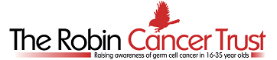 The Robin Cancer Trust
Raising awareness of germ cell cancer in 16-35 year olds